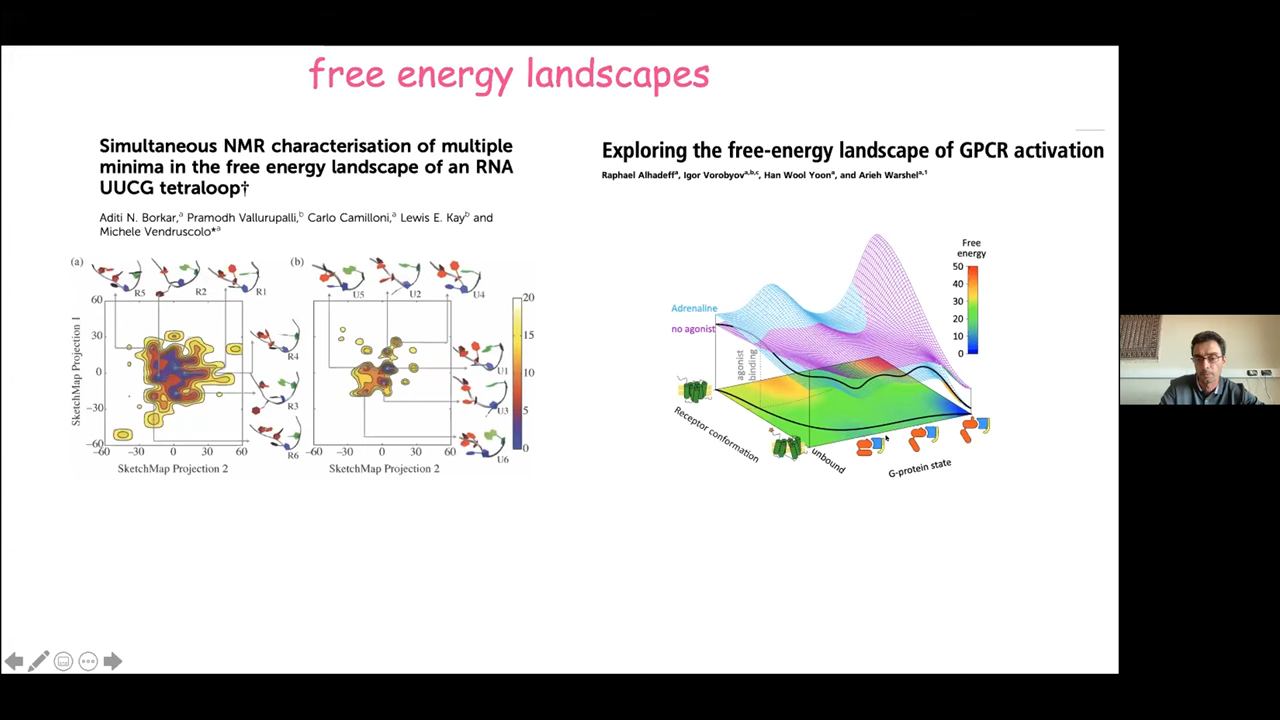 free energy landscapes
Simultaneous NMR characterisation of multiple
minima in the free energy landscape of an RNA
UUCG tetraloop†
Aditi N. Borkar,ᵃ Pramodh Vallurupalli,ᵇ Carlo Camilloni,ᵃ Lewis E. Kayᵇ and
Michele Vendruscolo*ᵃ
(a)
R5
R2
R1
60
30
0
−30
−60
SketchMap Projection 1
R4
R3
R6
−60
−30
0
30
60
SketchMap Projection 2
(b)
U5
U2
U4
U1
U3
U6
-60
-30
0
30
60
SketchMap Projection 2
20
15
10
5
0
Exploring the free-energy landscape of GPCR activation
Raphael Alhadeffᵃ, Igor Vorobyovᵃ,ᵇ,ᶜ, Han Wool Yoonᵃ, and Arieh Warshelᵃ,¹
Free
energy
50
40
30
20
10
0
Adrenaline
no agonist
agonist
binding
Receptor conformation
unbound
G-protein state